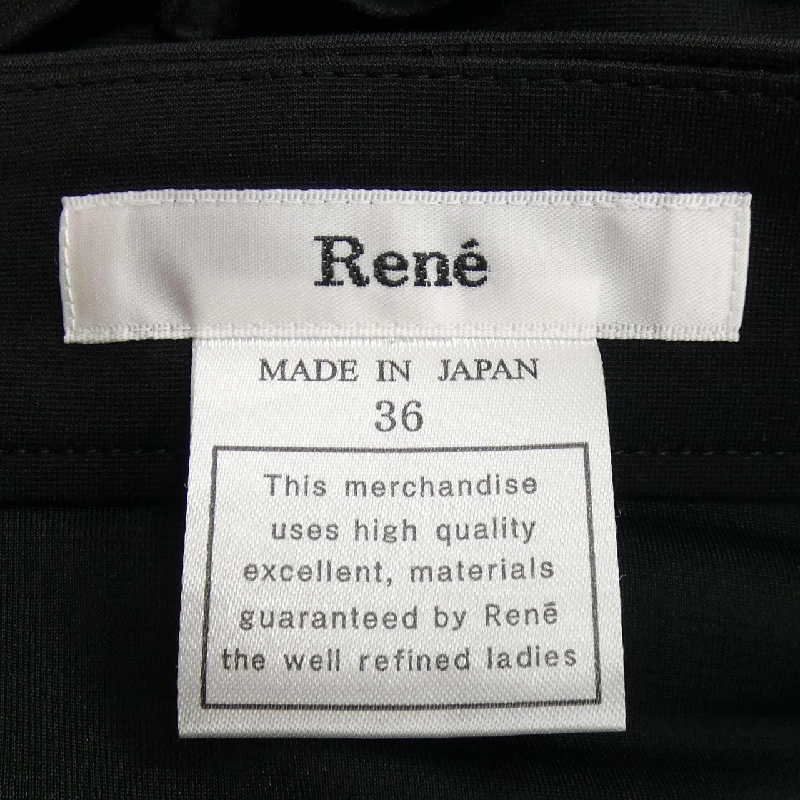 René
MADE IN JAPAN
36
This merchandise
uses high quality
excellent, materials
guaranteed by René
the well refined ladies